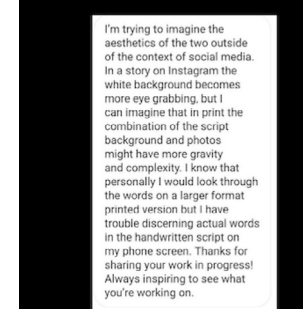 I'm trying to imagine the
aesthetics of the two outside
of the context of social media.
In a story on Instagram the
white background becomes
more eye grabbing, but I
can imagine that in print the
combination of the script
background and photos
might have more gravity
and complexity. I know that
personally I would look through
the words on a larger format
printed version but I have
trouble discerning actual words
in the handwritten script on
my phone screen. Thanks for
sharing your work in progress!
Always inspiring to see what
you're working on.